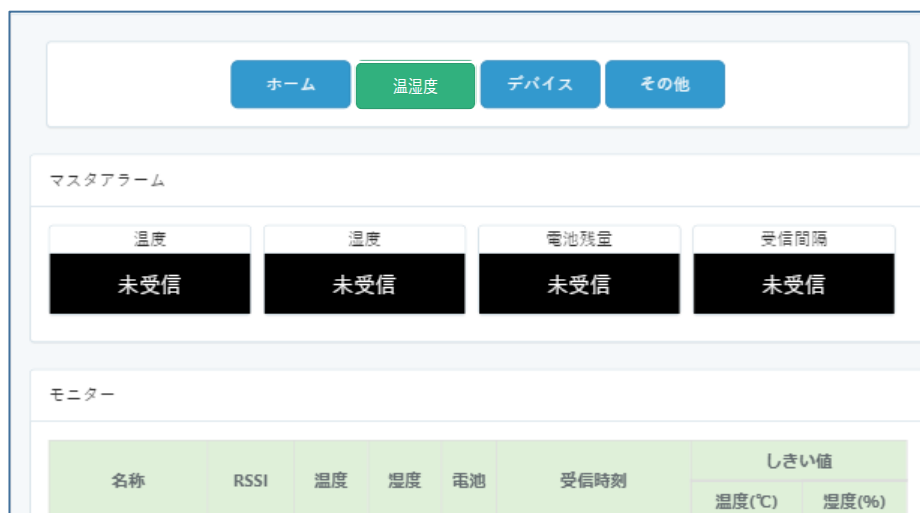 ホーム 温湿度 デバイス その他
マスタアラーム
温度 湿度 電池残量 受信間隔
未受信 未受信 未受信 未受信
モニター
名称 RSSI 温度 湿度 電池 受信時刻 しきい値
温度(℃) 湿度(%)